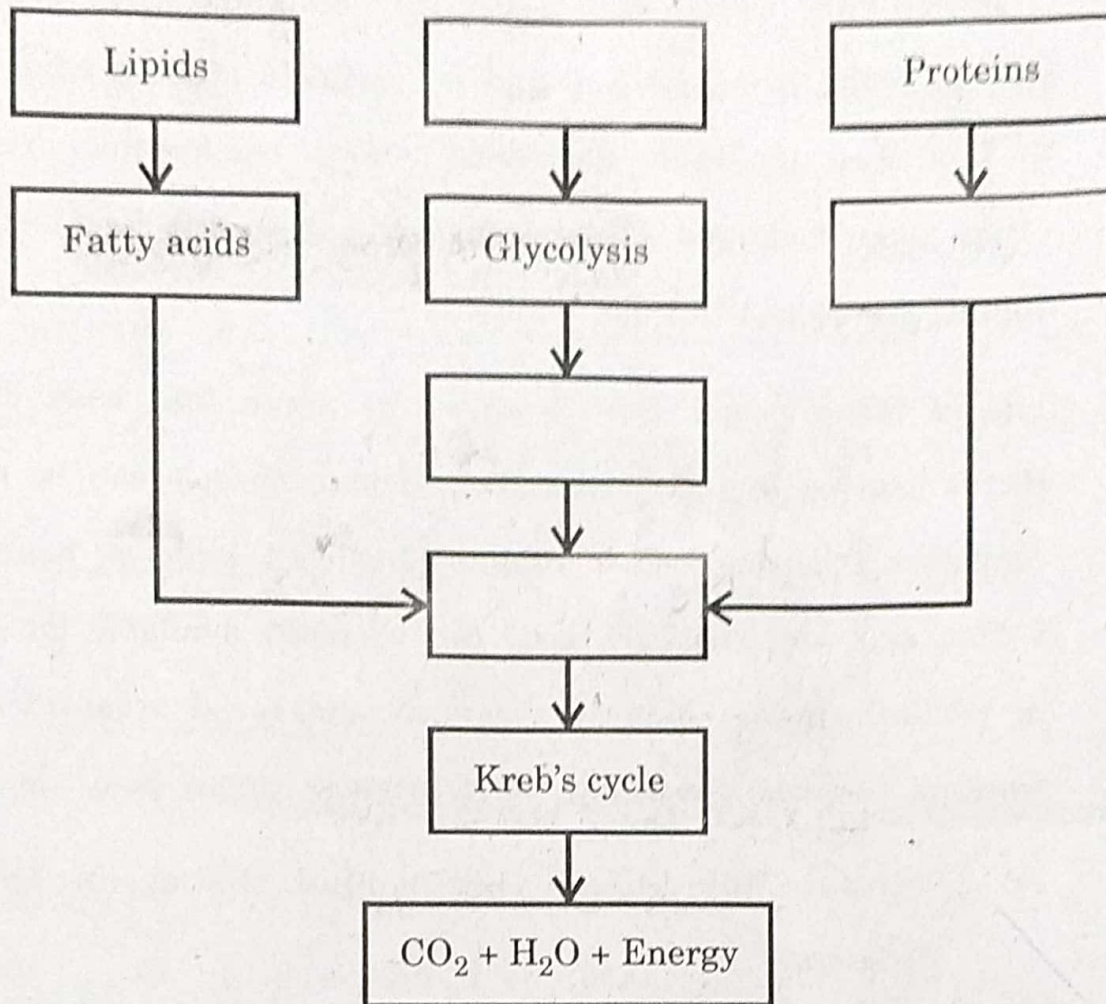 Lipids
Proteins
Fatty acids
Glycolysis
Kreb's cycle
CO₂ + H₂O + Energy